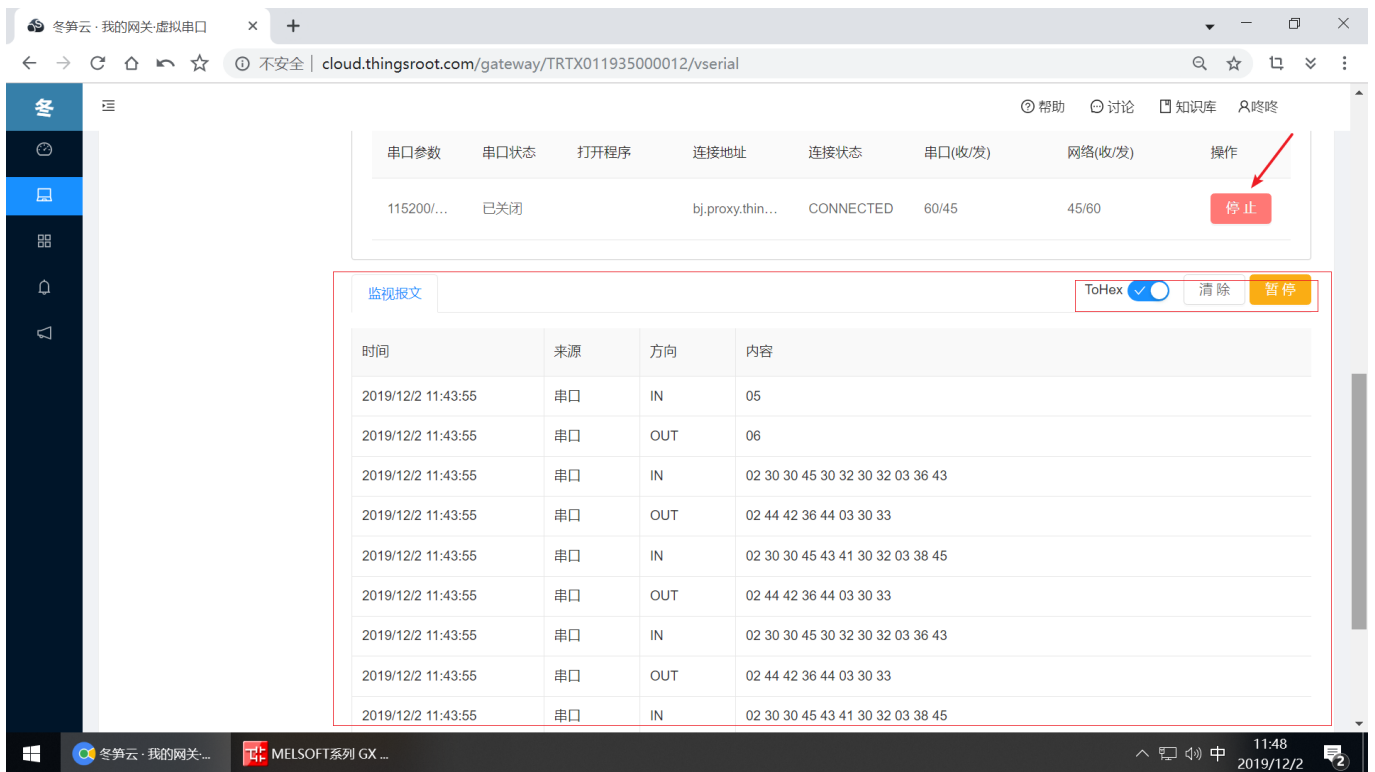 冬笋云 · 我的网关·虚拟串口
不安全 | cloud.thingsroot.com/gateway/TRTX011935000012/vserial
冬 帮助 讨论 知识库 咚咚
串口参数 串口状态 打开程序 连接地址 连接状态 串口(收/发) 网络(收/发) 操作
115200/... 已关闭 bj.proxy.thin... CONNECTED 60/45 45/60 停 止
监视报文 ToHex 清 除 暂 停
时间 来源 方向 内容
2019/12/2 11:43:55 串口 IN 05
2019/12/2 11:43:55 串口 OUT 06
2019/12/2 11:43:55 串口 IN 02 30 30 45 30 32 30 32 03 36 43
2019/12/2 11:43:55 串口 OUT 02 44 42 36 44 03 30 33
2019/12/2 11:43:55 串口 IN 02 30 30 45 43 41 30 32 03 38 45
2019/12/2 11:43:55 串口 OUT 02 44 42 36 44 03 30 33
2019/12/2 11:43:55 串口 IN 02 30 30 45 30 32 30 32 03 36 43
2019/12/2 11:43:55 串口 OUT 02 44 42 36 44 03 30 33
2019/12/2 11:43:55 串口 IN 02 30 30 45 43 41 30 32 03 38 45
冬笋云 · 我的网关·... MELSOFT系列 GX ... 中 11:48
2019/12/2 2